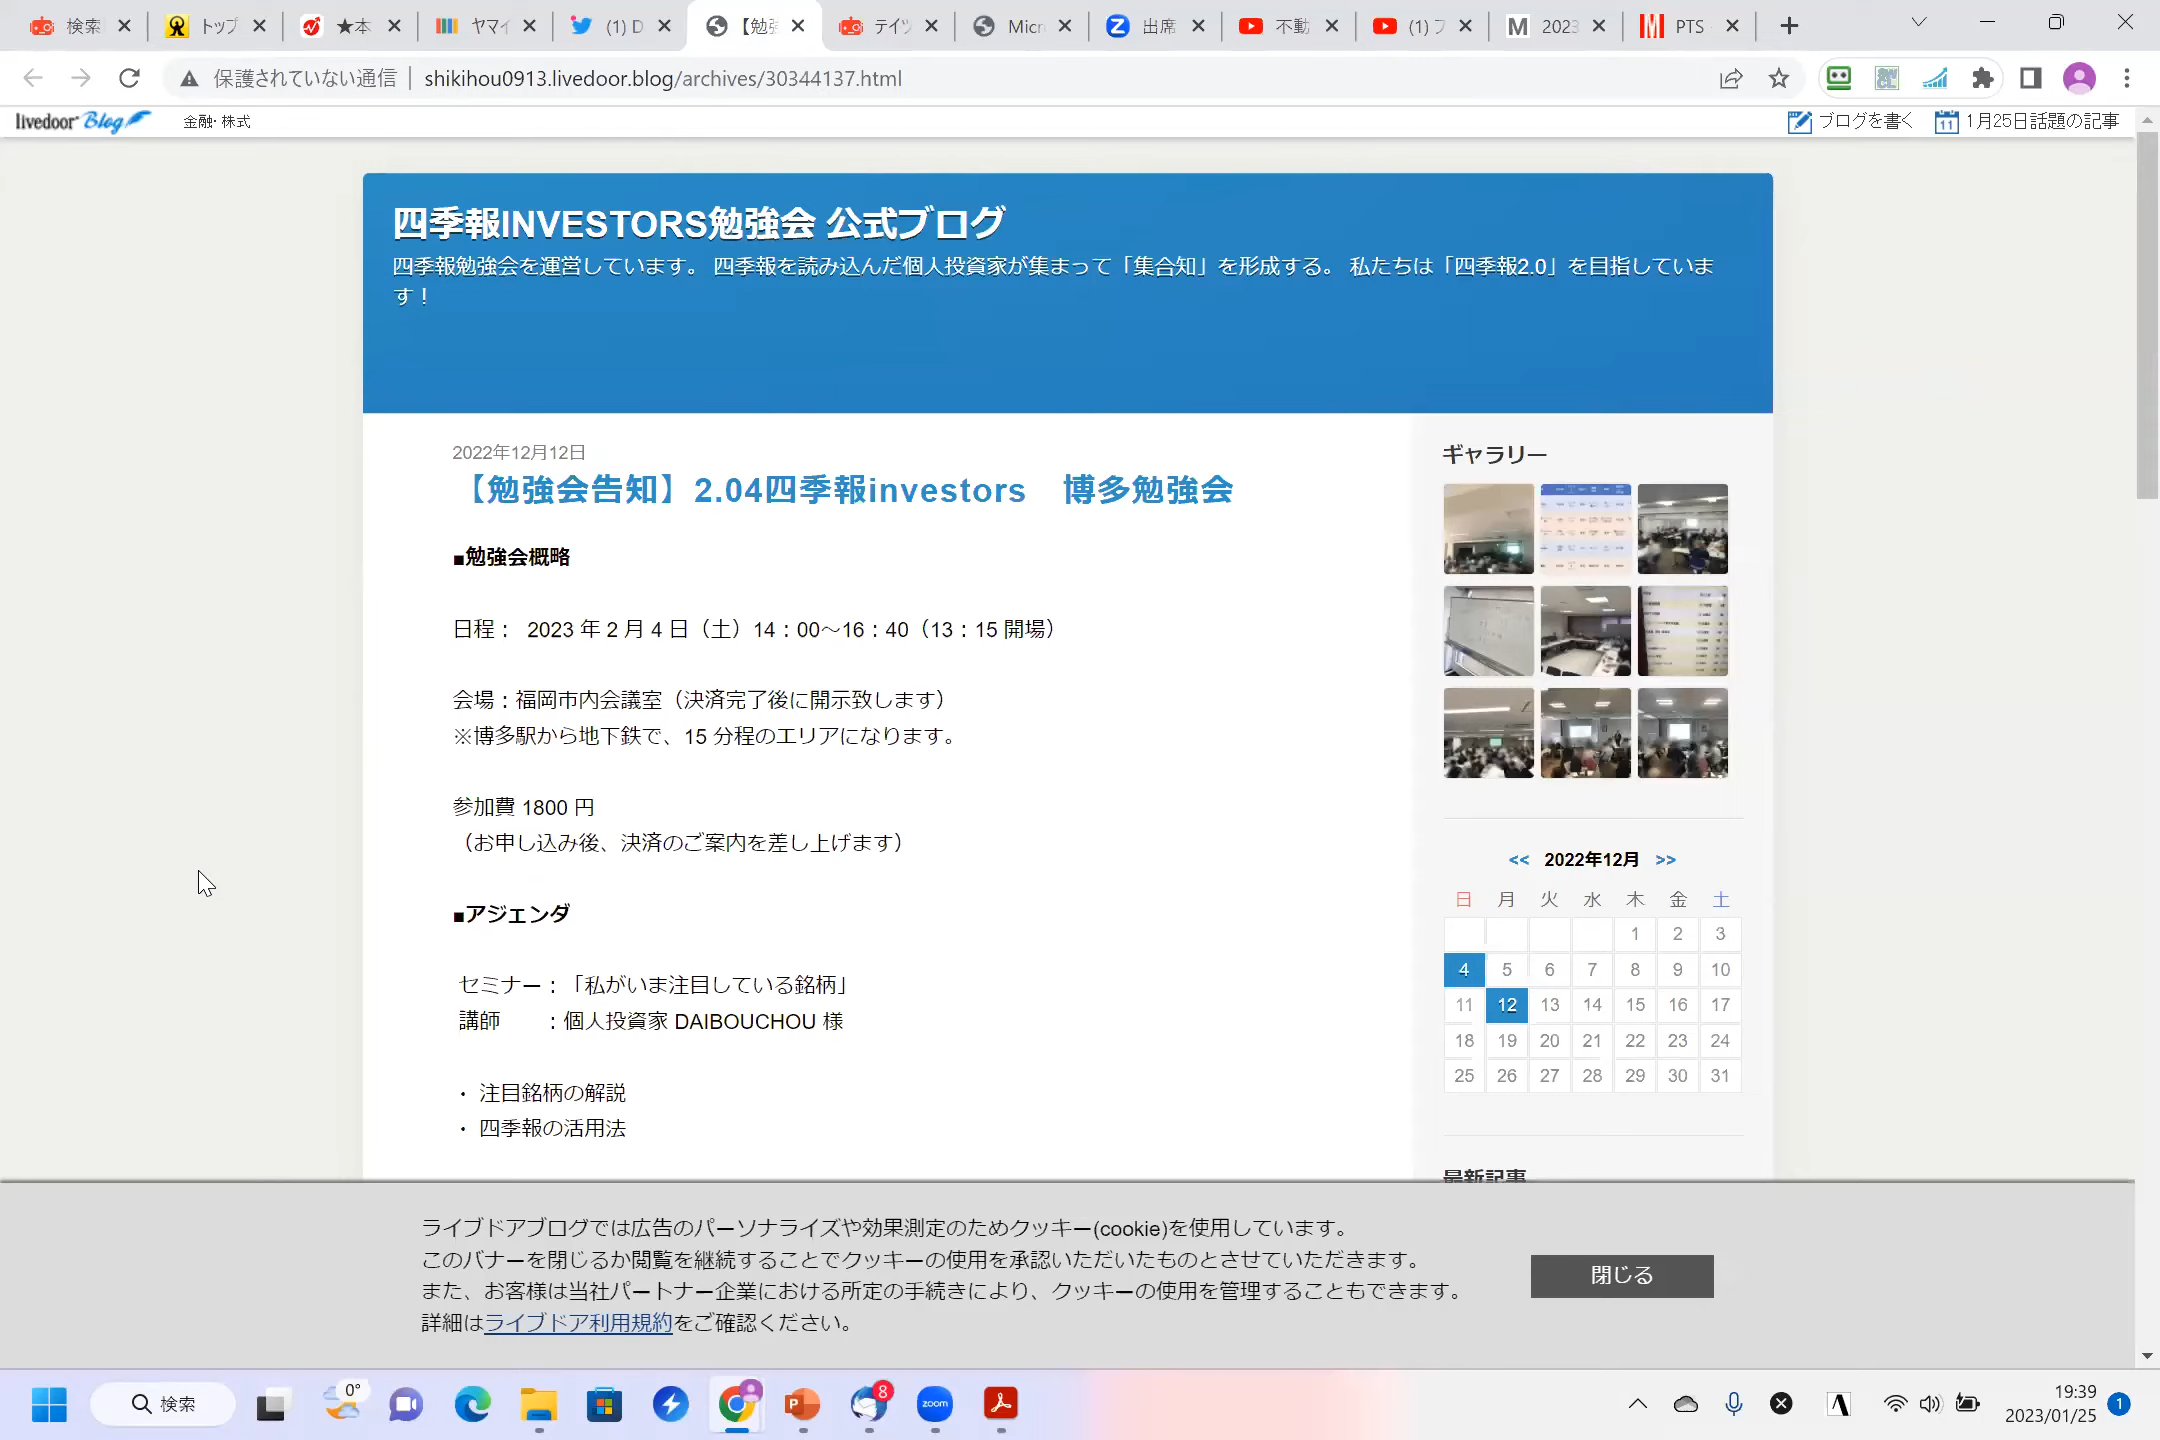 検索
トップ
★本
ヤマイ
(1) D
【勉強
テイツ
Micr
出席
不動
(1) フ
2023
PTS
保護されていない通信 | shikihou0913.livedoor.blog/archives/30344137.html
livedoor Blog 金融・株式
ブログを書く
11 1月25日話題の記事
四季報INVESTORS勉強会 公式ブログ
四季報勉強会を運営しています。 四季報を読み込んだ個人投資家が集まって「集合知」を形成する。 私たちは「四季報2.0」を目指していま
す！
2022年12月12日
【勉強会告知】2.04四季報investors　博多勉強会
■勉強会概略
日程： 2023 年 2 月 4 日（土）14：00～16：40（13：15 開場）
会場：福岡市内会議室（決済完了後に開示致します）
※博多駅から地下鉄で、15 分程のエリアになります。
参加費 1800 円
（お申し込み後、決済のご案内を差し上げます）
■アジェンダ
セミナー：「私がいま注目している銘柄」
講師　　：個人投資家 DAIBOUCHOU 様
・ 注目銘柄の解説
・ 四季報の活用法
ギャラリー
<< 2022年12月 >>
日 月 火 水 木 金 土
1 2 3
4 5 6 7 8 9 10
11 12 13 14 15 16 17
18 19 20 21 22 23 24
25 26 27 28 29 30 31
最新記事
ライブドアブログでは広告のパーソナライズや効果測定のためクッキー(cookie)を使用しています。
このバナーを閉じるか閲覧を継続することでクッキーの使用を承認いただいたものとさせていただきます。
また、お客様は当社パートナー企業における所定の手続きにより、クッキーの使用を管理することもできます。
詳細はライブドア利用規約をご確認ください。
閉じる
検索
0°
8
zoom
19:39
2023/01/25
1